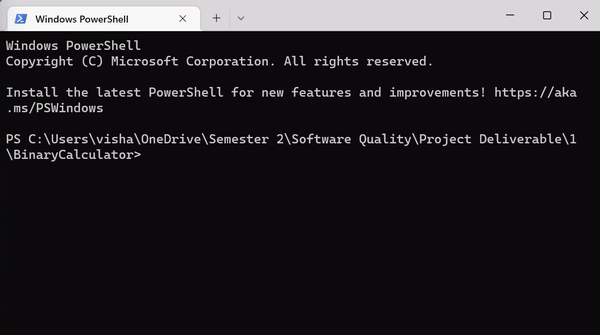 Windows PowerShell
Windows PowerShell
Copyright (C) Microsoft Corporation. All rights reserved.
Install the latest PowerShell for new features and improvements! https://aka
.ms/PSWindows
PS C:\Users\visha\OneDrive\Semester 2\Software Quality\Project Deliverable\1
\BinaryCalculator>